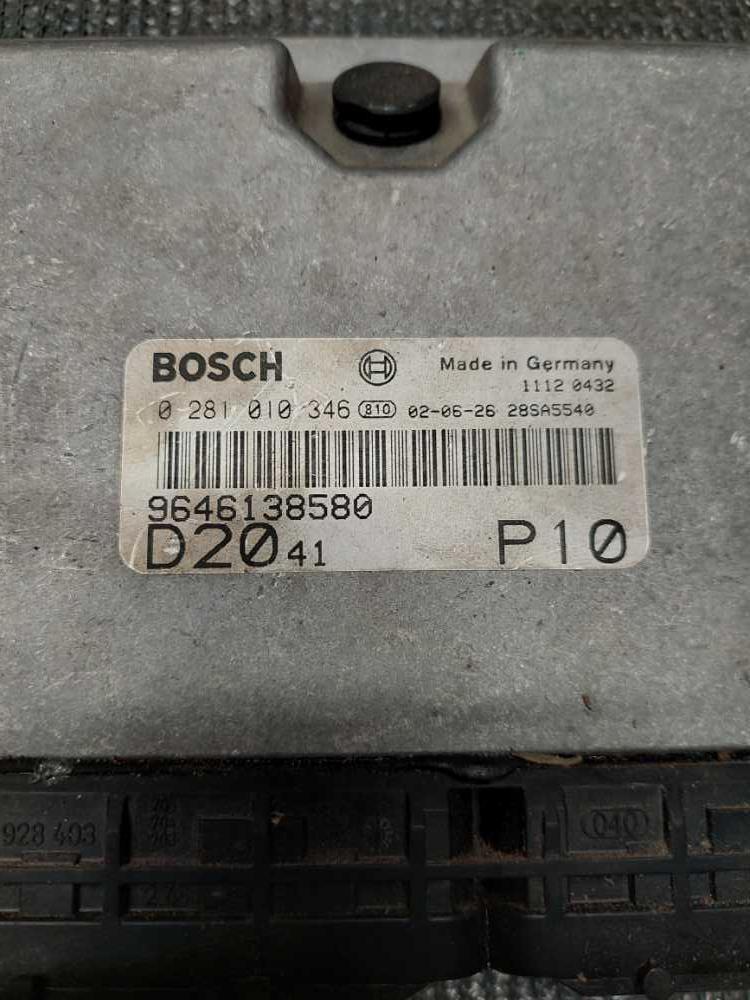 BOSCH Made in Germany
1112 0432
0 281 010 346 810 02-06-26 28SA5540
9646138580
D20 41 P10
928 403 040